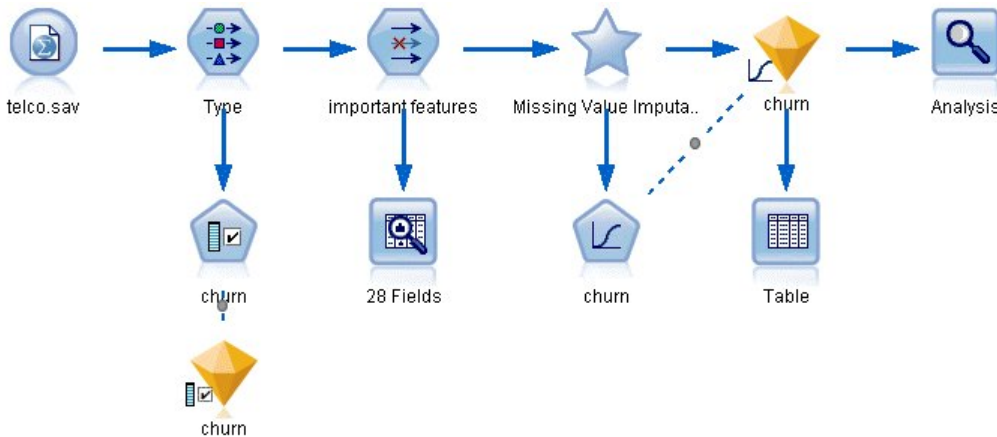 telco.sav
Type
important features
Missing Value Imputa..
churn
Analysis
churn
28 Fields
churn
Table
churn